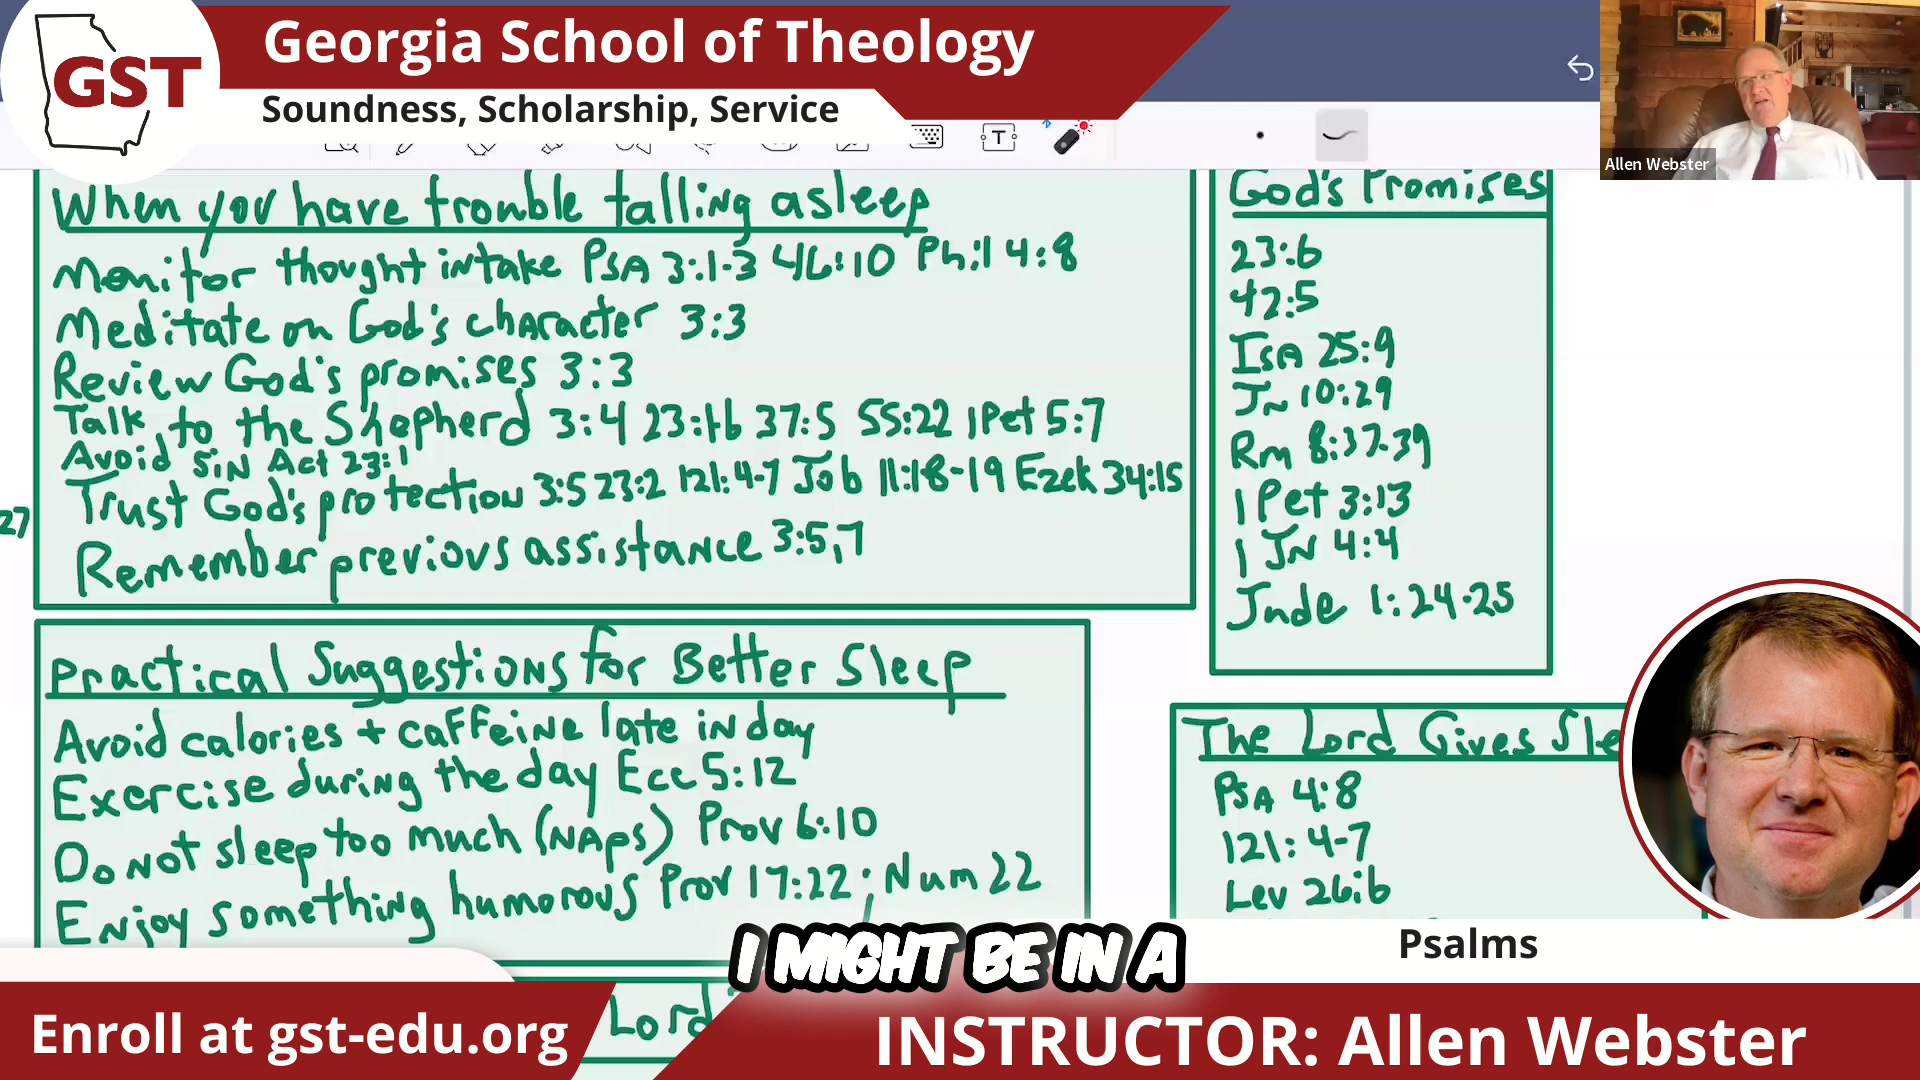 GST
Georgia School of Theology
Soundness, Scholarship, Service
T
Allen Webster
When you have trouble falling asleep
Monitor thought intake PSA 3:1-3 46:10 Phil 4:8
Meditate on God's character 3:3
Review God's promises 3:3
Talk to the Shepherd 3:4 23:1b 37:5 55:22 1Pet 5:7
Avoid sin Act 23:1
Trust God's protection 3:5 23:2 121:4-7 Job 11:18-19 Ezek 34:15
27
Remember previous assistance 3:5,7
God's Promises
23:6
42:5
ISA 25:9
JN 10:29
Rm 8:37-39
1 Pet 3:13
1 JN 4:4
Jude 1:24-25
Practical Suggestions for Better Sleep
Avoid calories + caffeine late in day
Exercise during the day Ecc 5:12
Do not sleep too much (NAps) Prov 6:10
Enjoy something humorous Prov 17:22; Num 22
The Lord Gives Sle
PSA 4:8
121:4-7
Lev 26:6
I MIGHT BE IN A
Psalms
Enroll at gst-edu.org
Lord
INSTRUCTOR: Allen Webster